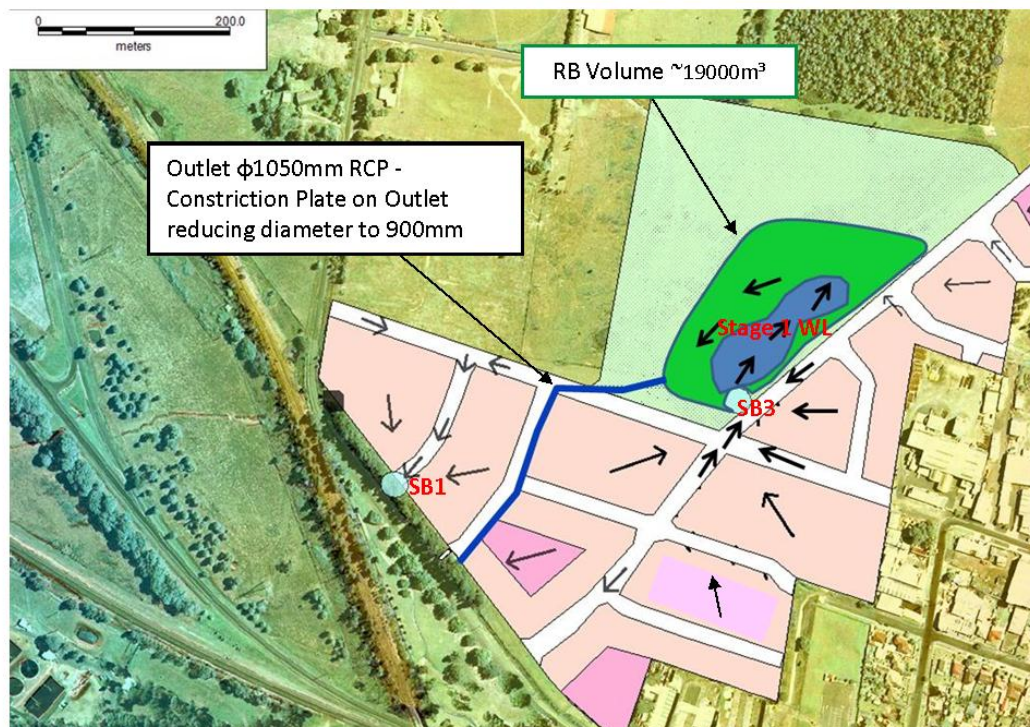 0 200.0
meters
RB Volume ~19000m³
Outlet ϕ1050mm RCP -
Constriction Plate on Outlet
reducing diameter to 900mm
Stage 1 WL
SB3
SB1